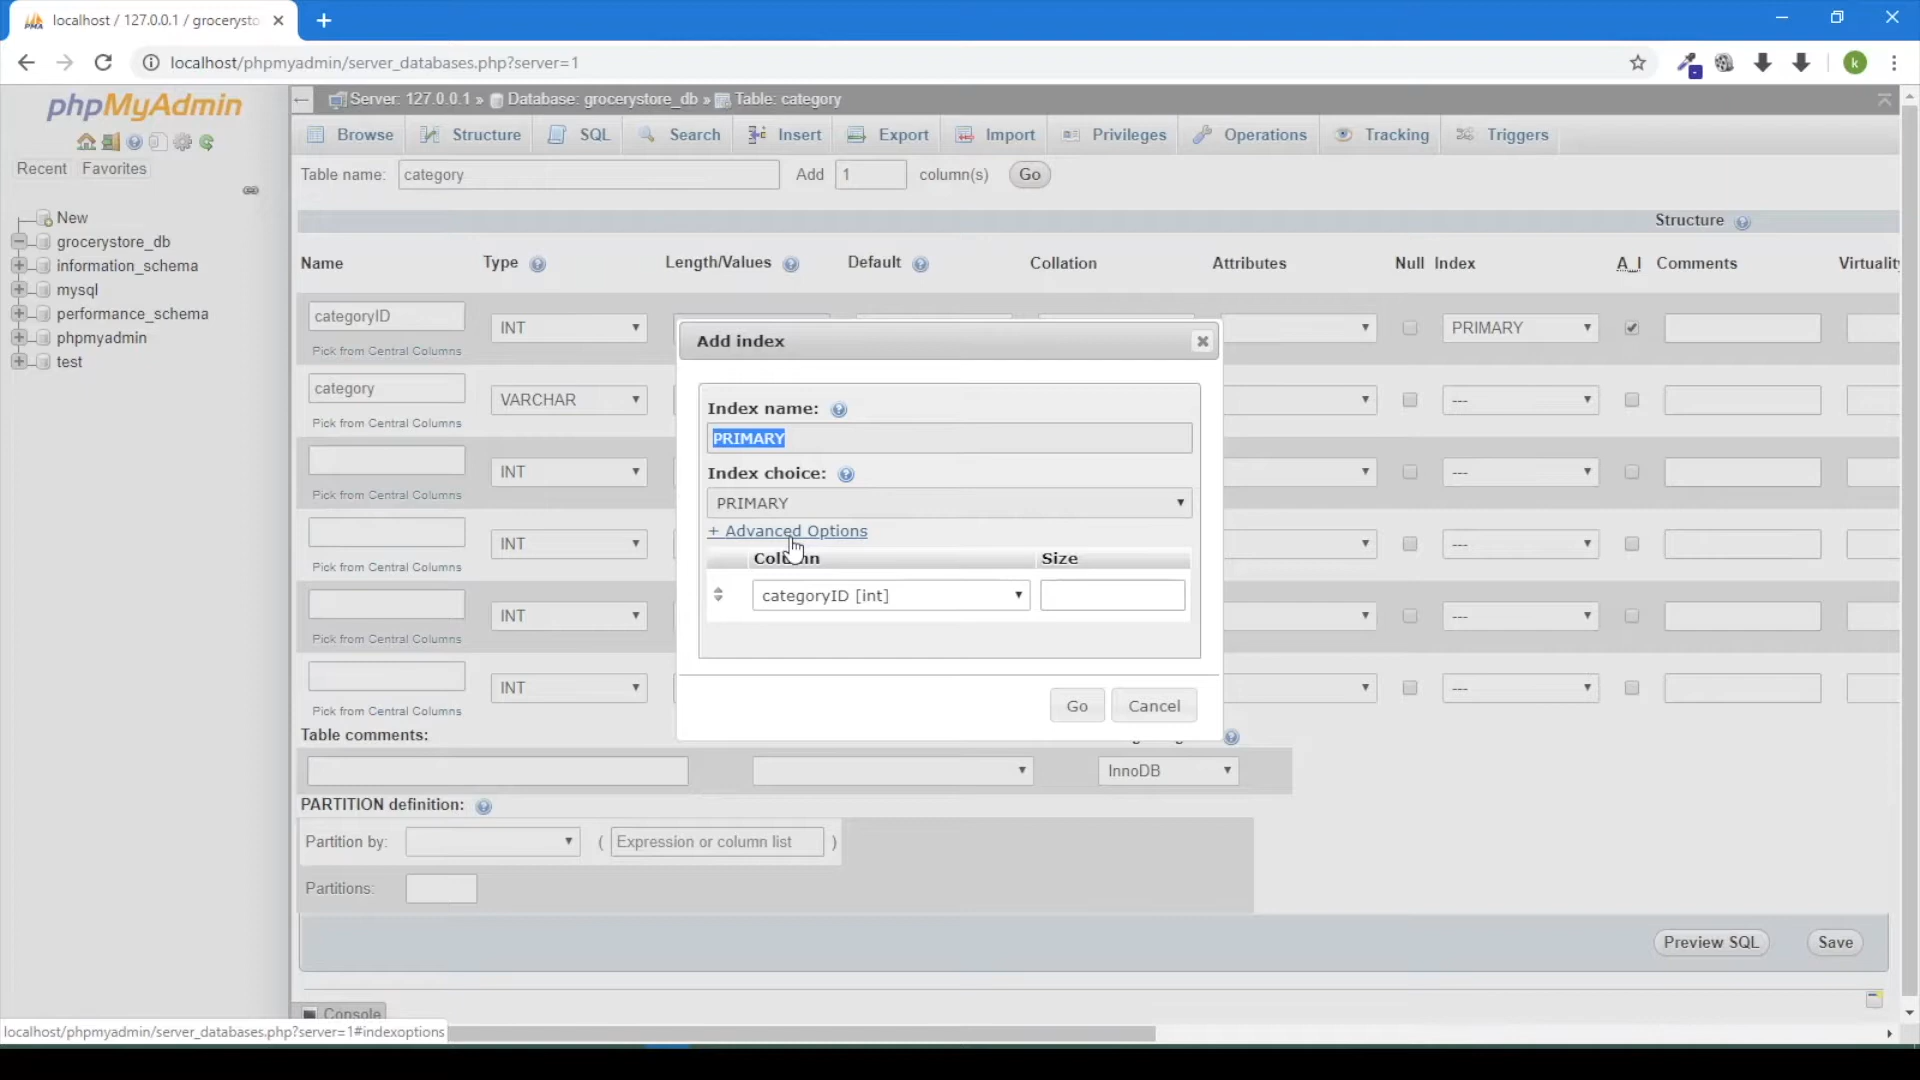 localhost / 127.0.0.1 / grocerysto
localhost/phpmyadmin/server_databases.php?server=1
k
phpMyAdmin
Recent Favorites
New
grocerystore_db
information_schema
mysql
performance_schema
phpmyadmin
test
Server: 127.0.0.1 » Database: grocerystore_db » Table: category
Browse Structure SQL Search Insert Export Import Privileges Operations Tracking Triggers
Table name: category Add 1 column(s) Go
Structure
Name Type Length/Values Default Collation Attributes Null Index A_I Comments Virtuality
categoryID INT PRIMARY
Pick from Central Columns
category VARCHAR ---
Pick from Central Columns
INT ---
Pick from Central Columns
INT ---
Pick from Central Columns
INT ---
Pick from Central Columns
INT ---
Pick from Central Columns
Add index
Index name:
PRIMARY
Index choice:
PRIMARY
+ Advanced Options
Column Size
categoryID [int]
Go Cancel
Table comments:
InnoDB
PARTITION definition:
Partition by: ( Expression or column list )
Partitions:
Preview SQL Save
Console
localhost/phpmyadmin/server_databases.php?server=1#indexoptions